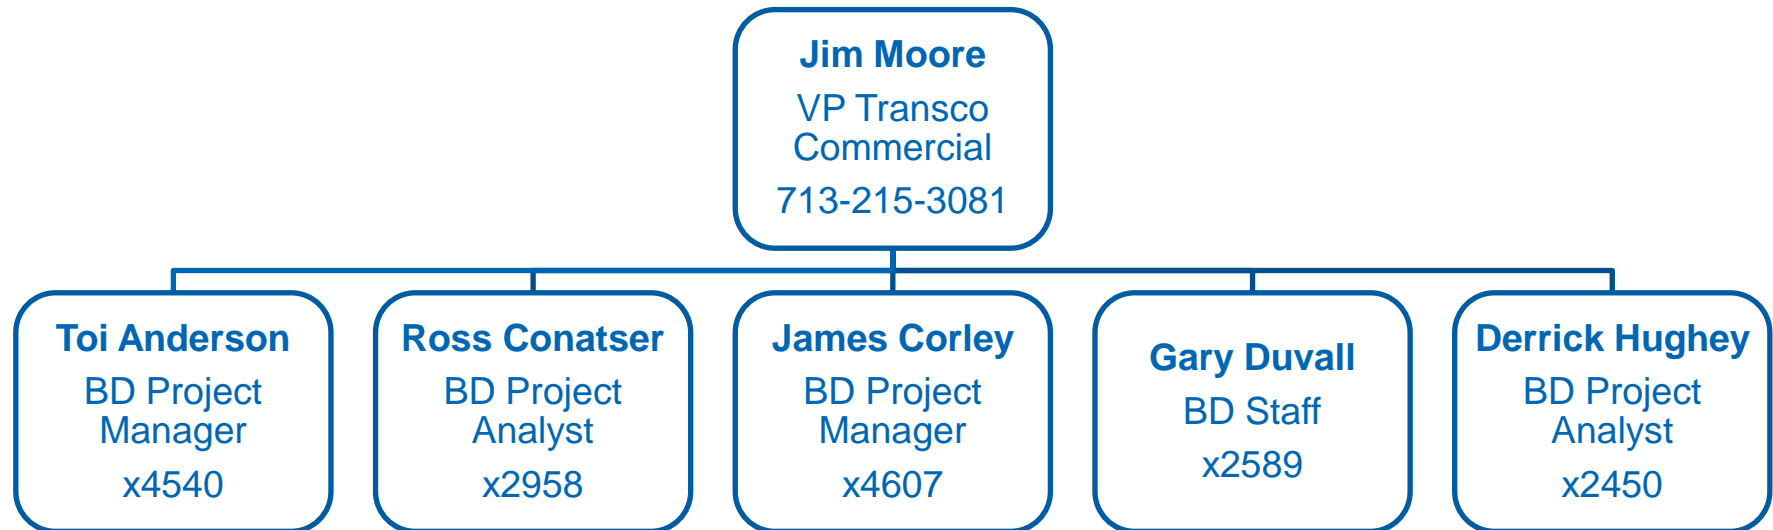 Jim Moore
VP Transco
Commercial
713-215-3081
Toi Anderson
BD Project
Manager
x4540
Ross Conatser
BD Project
Analyst
x2958
James Corley
BD Project
Manager
x4607
Gary Duvall
BD Staff
x2589
Derrick Hughey
BD Project
Analyst
x2450